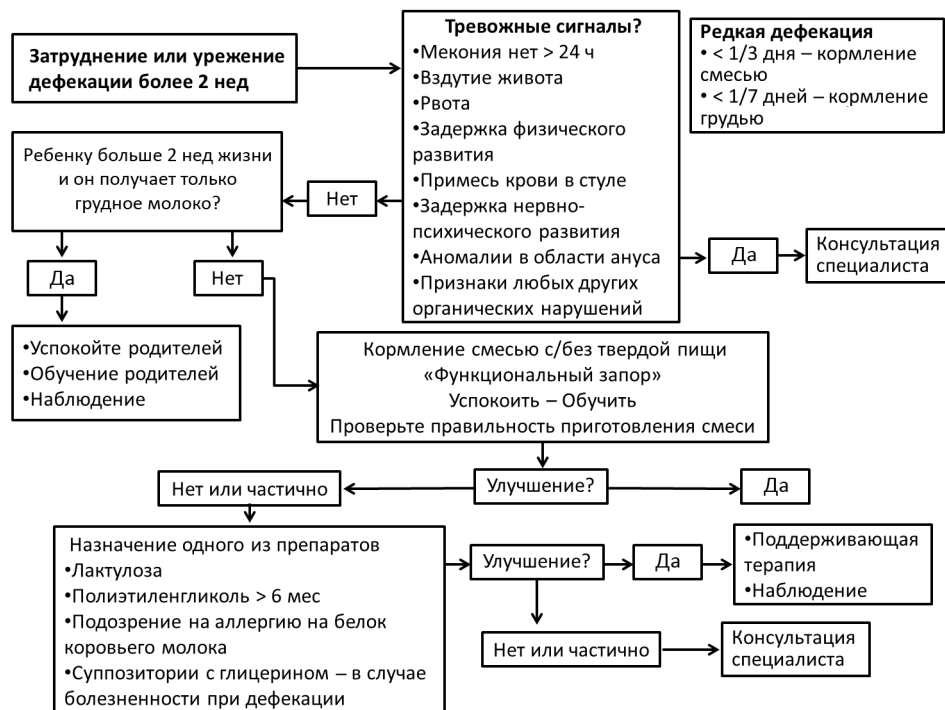 Затруднение или урежение
дефекации более 2 нед
Тревожные сигналы?
•Мекония нет > 24 ч
•Вздутие живота
•Рвота
•Задержка физического
развития
•Примесь крови в стуле
•Задержка нервно-
психического развития
•Аномалии в области ануса
•Признаки любых других
органических нарушений
Редкая дефекация
• < 1/3 дня – кормление
смесью
• < 1/7 дней – кормление
грудью
Ребенку больше 2 нед жизни
и он получает только
грудное молоко?
Нет
Да
Консультация
специалиста
Да
Нет
•Успокойте родителей
•Обучение родителей
•Наблюдение
Кормление смесью с/без твердой пищи
«Функциональный запор»
Успокоить – Обучить
Проверьте правильность приготовления смеси
Нет или частично
Улучшение?
Да
Назначение одного из препаратов
•Лактулоза
•Полиэтиленгликоль > 6 мес
•Подозрение на аллергию на белок
коровьего молока
•Суппозитории с глицерином – в случае
болезненности при дефекации
Улучшение?
Да
•Поддерживающая
терапия
•Наблюдение
Нет или частично
Консультация
специалиста